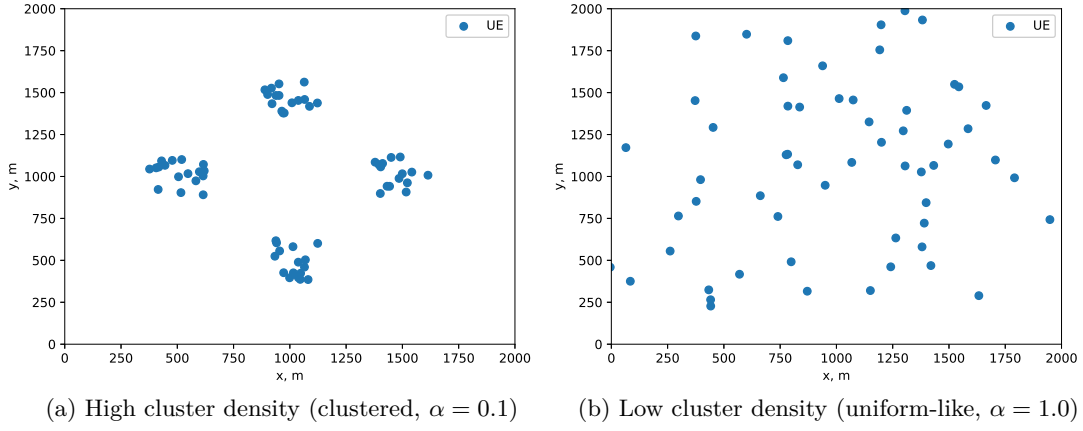 2000
1750
1500
1250
1000
750
500
250
0
y, m
0 250 500 750 1000 1250 1500 1750 2000
x, m
UE
(a) High cluster density (clustered, α = 0.1)
2000
1750
1500
1250
1000
750
500
250
0
y, m
0 250 500 750 1000 1250 1500 1750 2000
x, m
UE
(b) Low cluster density (uniform-like, α = 1.0)